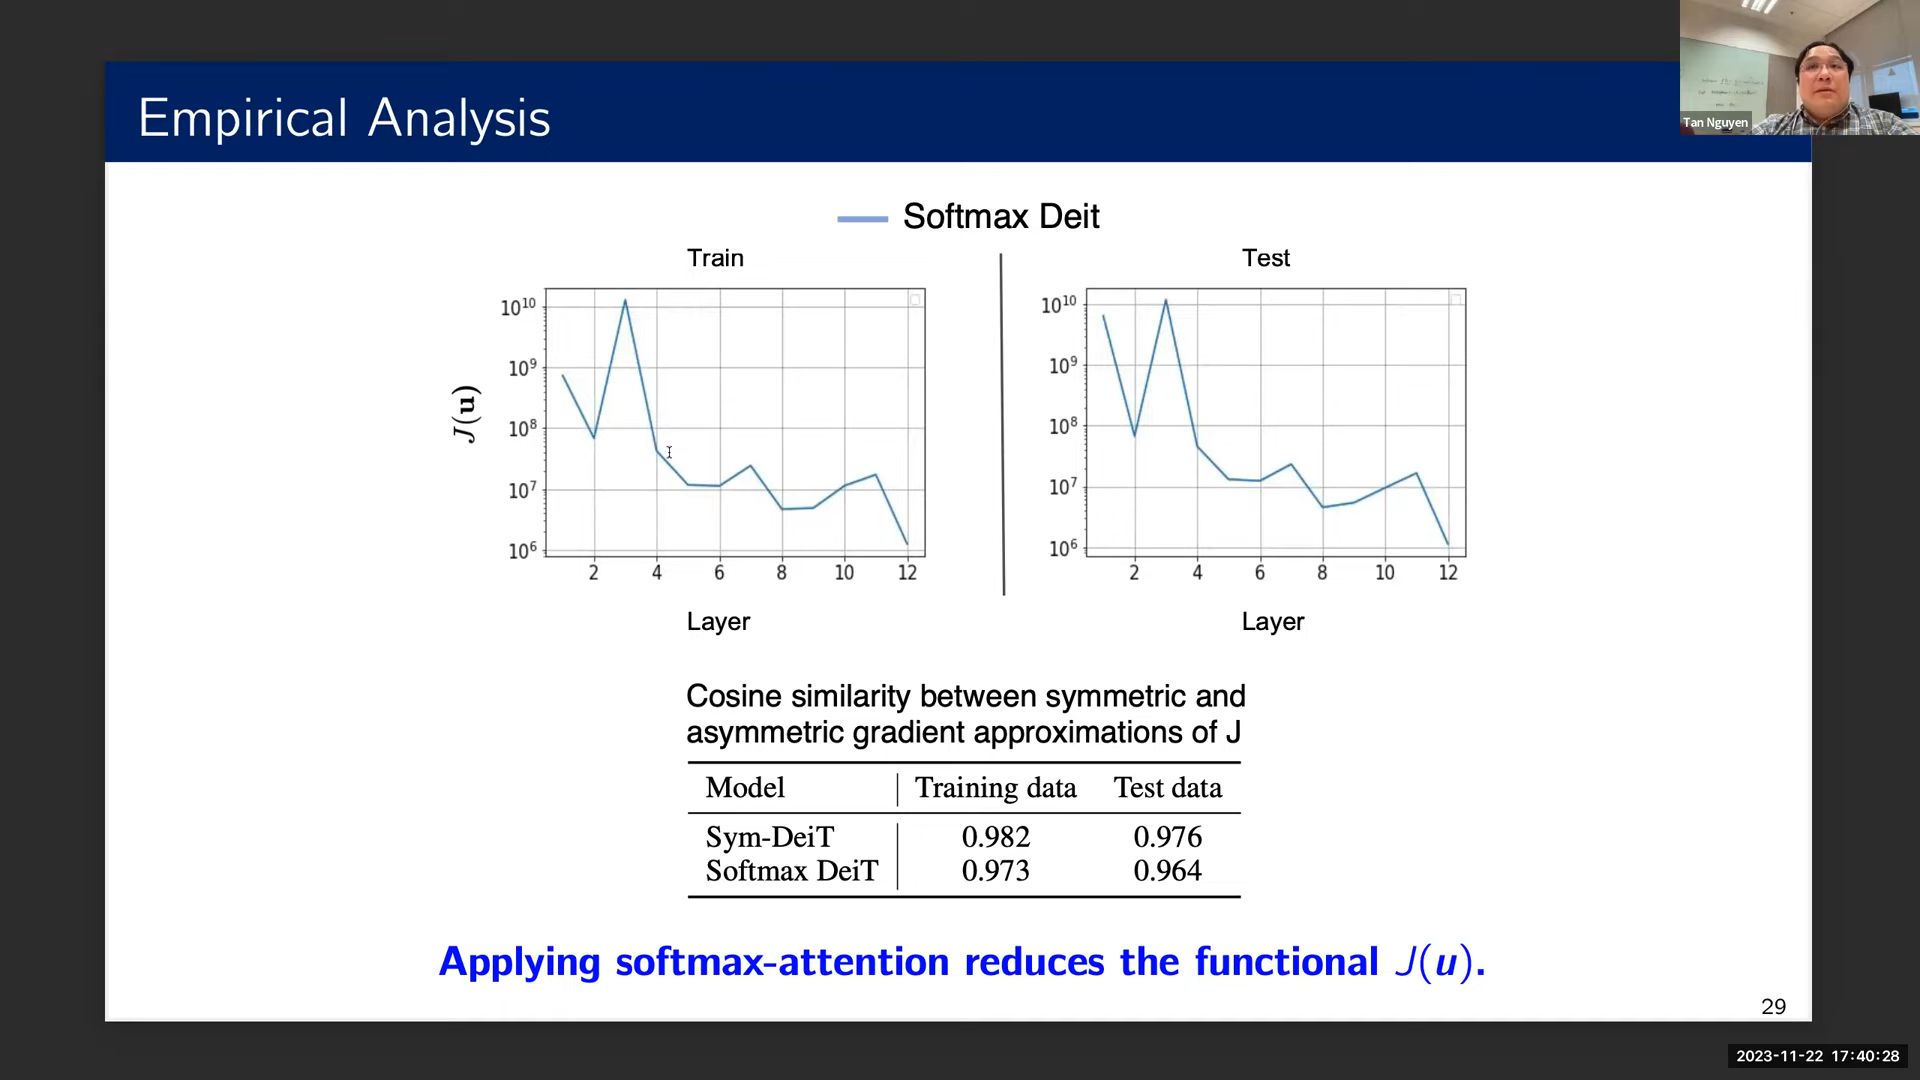 Empirical Analysis
Tan Nguyen
Softmax Deit
Train
Test
J(u)
10^10
10^9
10^8
10^7
10^6
2 4 6 8 10 12
Layer
10^10
10^9
10^8
10^7
10^6
2 4 6 8 10 12
Layer
Cosine similarity between symmetric and
asymmetric gradient approximations of J
Model Training data Test data
Sym-DeiT 0.982 0.976
Softmax DeiT 0.973 0.964
Applying softmax-attention reduces the functional J(u).
29
2023-11-22 17:40:28